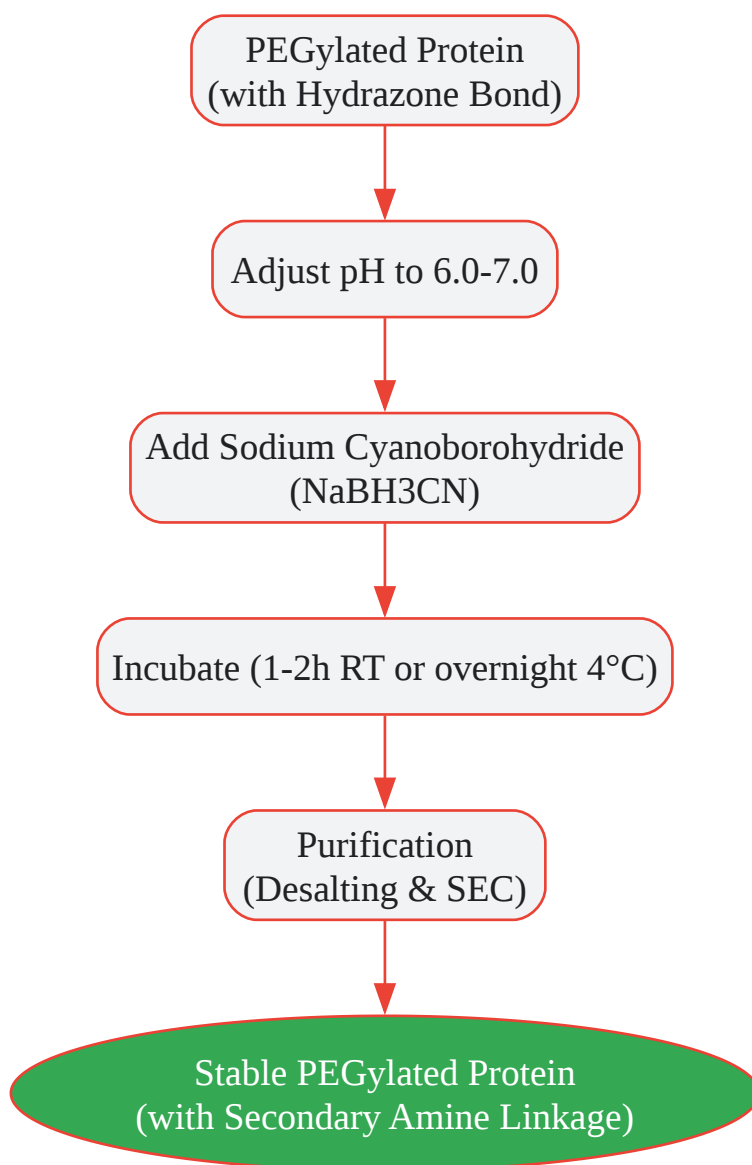 PEGylated Protein
(with Hydrazone Bond)
Adjust pH to 6.0-7.0
Add Sodium Cyanoborohydride
(NaBH3CN)
Incubate (1-2h RT or overnight 4°C)
Purification
(Desalting & SEC)
Stable PEGylated Protein
(with Secondary Amine Linkage)